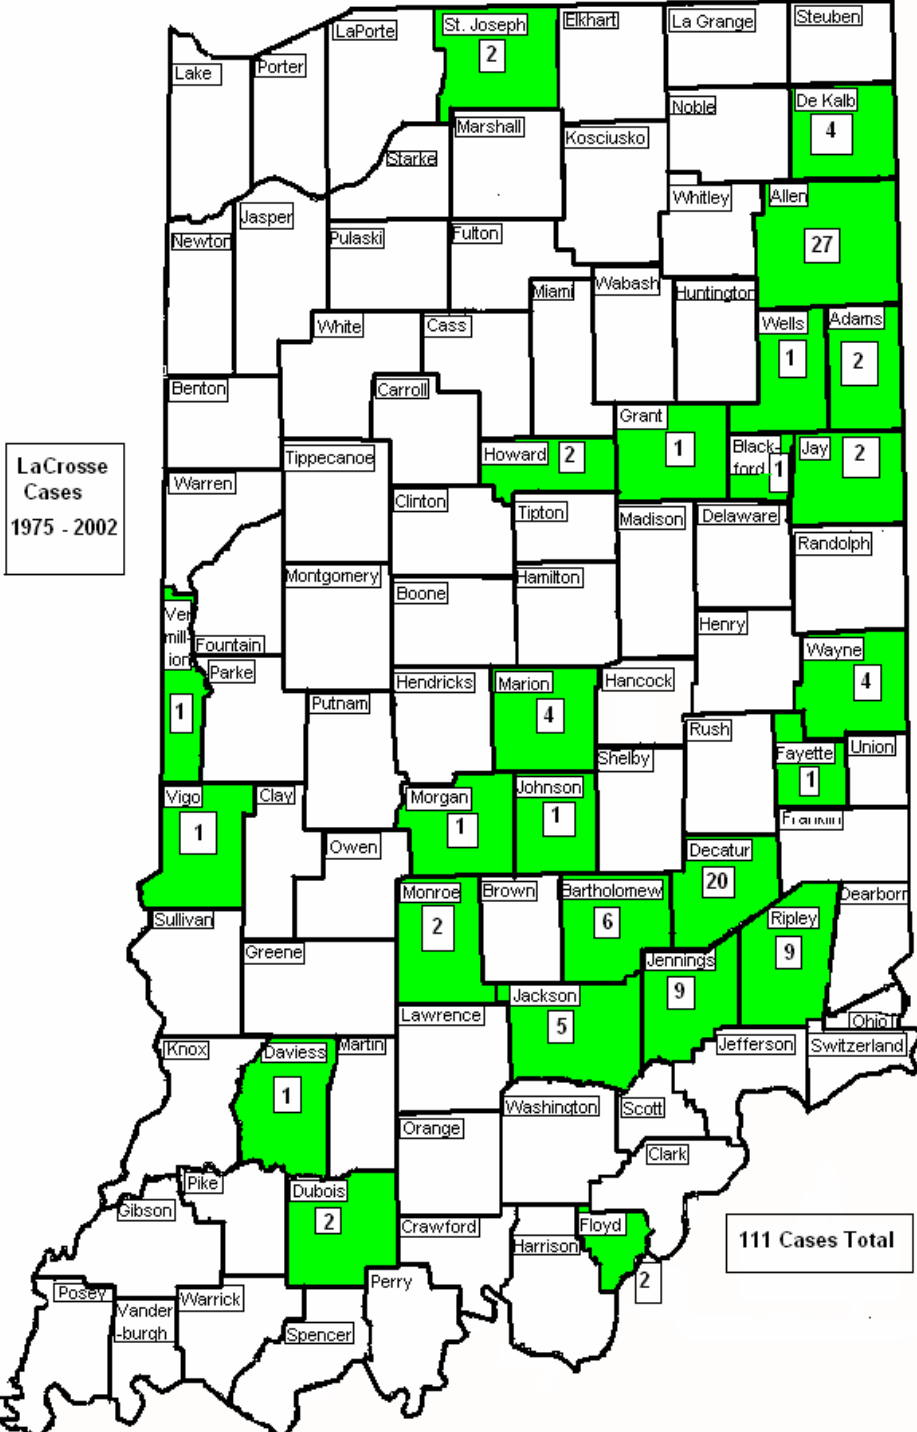 LaPorte
St. Joseph
2
Elkhart
La Grange
Steuben
Lake
Porter
De Kalb
4
Noble
Marshall
Kosciusko
Starke
Whitley
Allen
27
Jasper
Newton
Pulaski
Fulton
Miami
Wabash
Huntington
White
Cass
Wells
1
Adams
2
Benton
Carroll
Grant
1
Black-
ford
1
Jay
2
Howard
2
LaCrosse
Cases
1975 - 2002
Tippecanoe
Warren
Clinton
Tipton
Madison
Delaware
Randolph
Montgomery
Boone
Hamilton
Ver
mill-
ion
1
Fountain
Henry
Wayne
4
Parke
Hendricks
Marion
4
Hancock
Putnam
Rush
Shelby
Fayette
1
Union
Vigo
1
Clay
Morgan
1
Johnson
1
Franklin
Owen
Decatur
20
Monroe
2
Brown
Bartholomew
6
Ripley
9
Dearborn
Sullivan
Greene
Jennings
9
Jackson
5
Lawrence
Ohio
Knox
Daviess
1
Martin
Jefferson
Switzerland
Washington
Scott
Orange
Clark
Pike
Dubois
2
Gibson
Crawford
Harrison
Floyd
2
111 Cases Total
Posey
Vander
-burgh
Warrick
Perry
Spencer